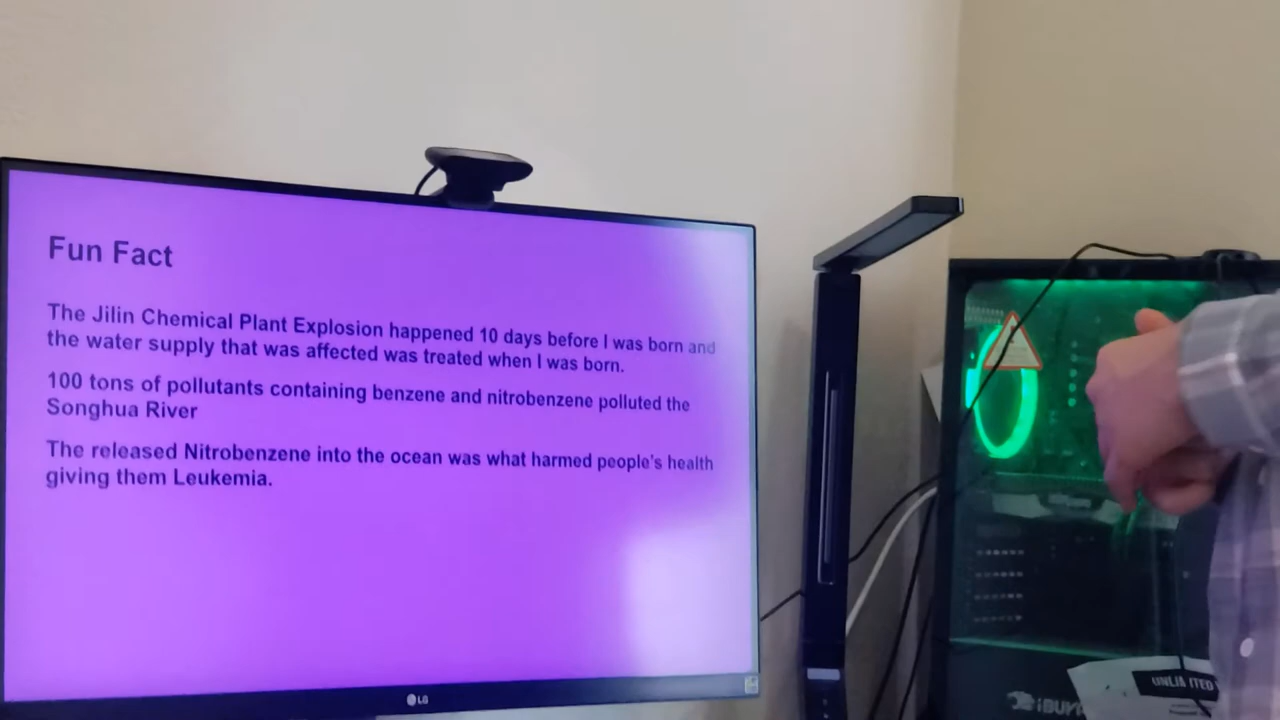 Fun Fact
The Jilin Chemical Plant Explosion happened 10 days before I was born and
the water supply that was affected was treated when I was born.
100 tons of pollutants containing benzene and nitrobenzene polluted the
Songhua River
The released Nitrobenzene into the ocean was what harmed people's health
giving them Leukemia.
LG